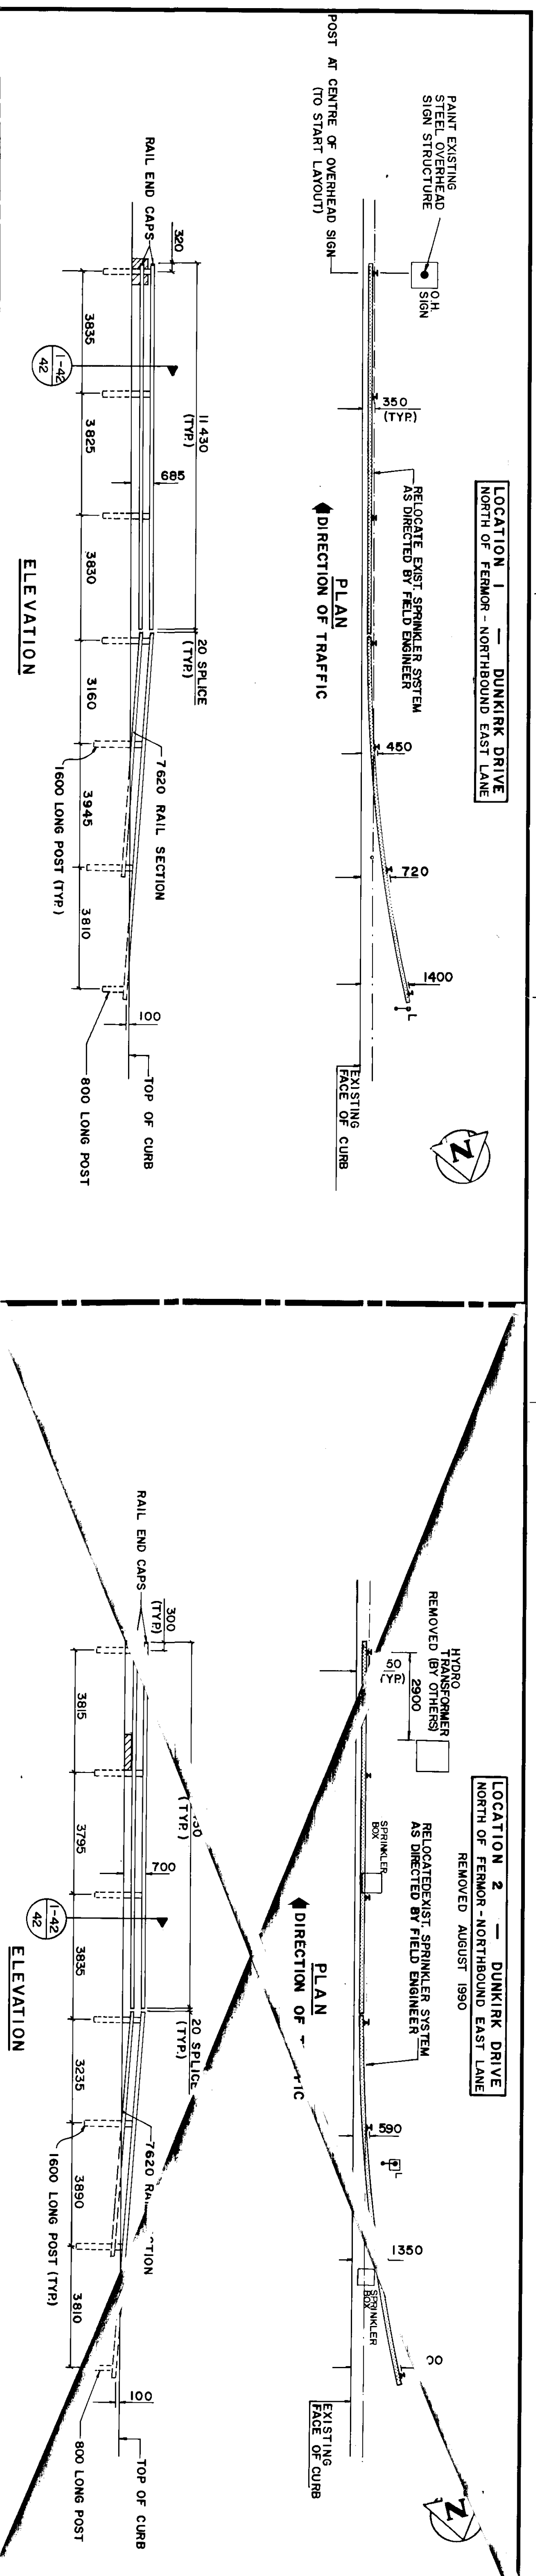 LOCATION 1 — DUNKIRK DRIVE
NORTH OF FERMOR - NORTHBOUND EAST LANE
PAINT EXISTING
STEEL OVERHEAD
SIGN STRUCTURE
O.H.
SIGN
POST AT CENTRE OF OVERHEAD SIGN
(TO START LAYOUT)
350
(TYP.)
RELOCATE EXIST. SPRINKLER SYSTEM
AS DIRECTED BY FIELD ENGINEER
450
720
1400
L
EXISTING
FACE OF CURB
N
PLAN
DIRECTION OF TRAFFIC
RAIL END CAPS
320
11 430
(TYP.)
685
20 SPLICE
(TYP.)
7620 RAIL SECTION
100
TOP OF CURB
3835
3825
3830
3160
3945
3810
1-42
42
1600 LONG POST (TYP.)
800 LONG POST
ELEVATION
LOCATION 2 — DUNKIRK DRIVE
NORTH OF FERMOR - NORTHBOUND EAST LANE
REMOVED AUGUST 1990
HYDRO
TRANSFORMER
REMOVED (BY OTHERS)
2900
50
SPRINKLER
BOX
RELOCATED EXIST. SPRINKLER SYSTEM
AS DIRECTED BY FIELD ENGINEER
590
L
1350
SPRINKLER
BOX
EXISTING
FACE OF CURB
N
PLAN
DIRECTION OF
RAIL END CAPS
300
(TYP.)
(TYP.)
700
20 SPLICE
(TYP.)
7620
100
TOP OF CURB
3815
3795
3835
3235
3890
3810
1-42
42
1600 LONG POST (TYP.)
800 LONG POST
ELEVATION